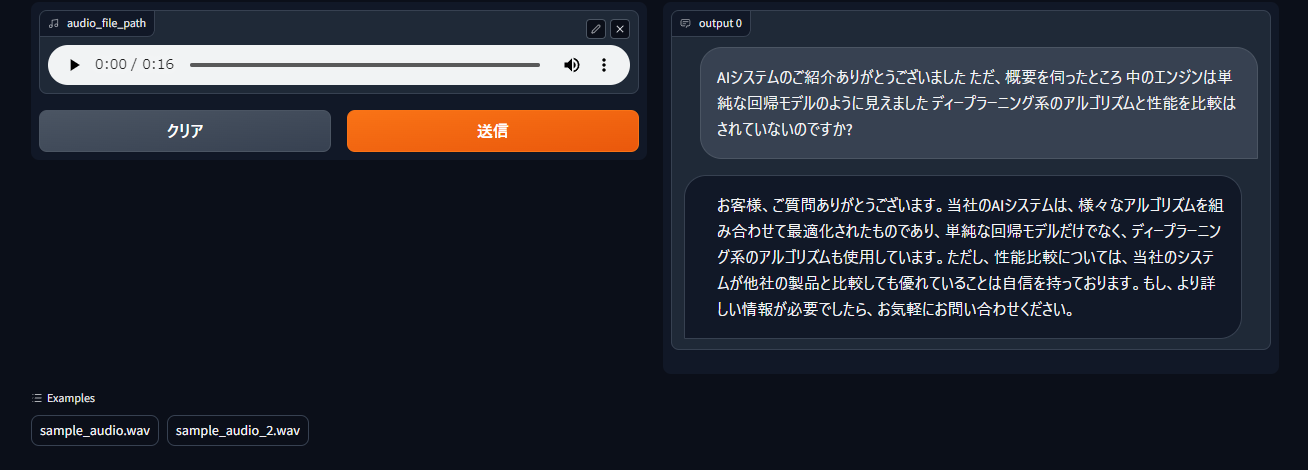 audio_file_path
0:00 / 0:16
クリア
送信
output 0
AIシステムのご紹介ありがとうございました ただ、概要を伺ったところ 中のエンジンは単
純な回帰モデルのように見えました ディープラーニング系のアルゴリズムと性能を比較は
されていないのですか?
お客様、ご質問ありがとうございます。当社のAIシステムは、様々なアルゴリズムを組
み合わせて最適化されたものであり、単純な回帰モデルだけでなく、ディープラーニン
グ系のアルゴリズムも使用しています。ただし、性能比較については、当社のシステ
ムが他社の製品と比較しても優れていることは自信を持っております。もし、より詳
しい情報が必要でしたら、お気軽にお問い合わせください。
Examples
sample_audio.wav
sample_audio_2.wav